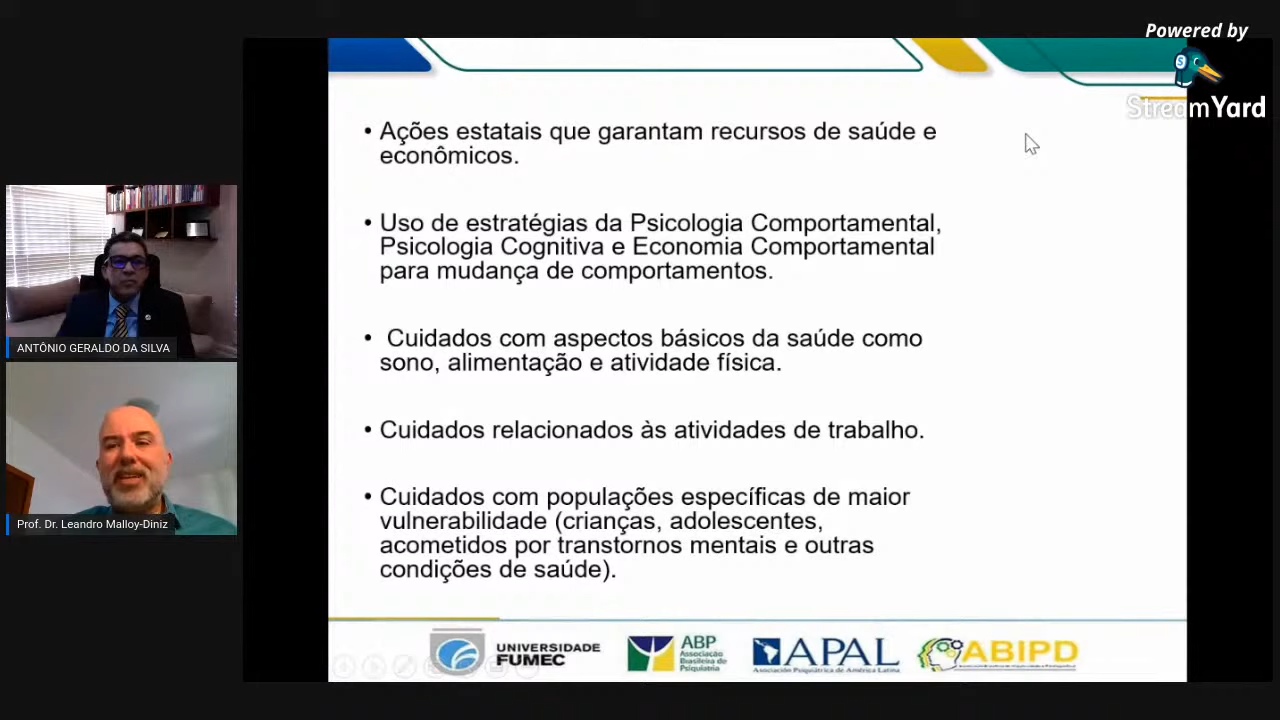 Powered by
StreamYard
• Ações estatais que garantam recursos de saúde e
econômicos.
• Uso de estratégias da Psicologia Comportamental,
Psicologia Cognitiva e Economia Comportamental
para mudança de comportamentos.
• Cuidados com aspectos básicos da saúde como
sono, alimentação e atividade física.
• Cuidados relacionados às atividades de trabalho.
• Cuidados com populações específicas de maior
vulnerabilidade (crianças, adolescentes,
acometidos por transtornos mentais e outras
condições de saúde).
ANTÔNIO GERALDO DA SILVA
Prof. Dr. Leandro Malloy-Diniz
UNIVERSIDADE
FUMEC
ABP
Associação
Brasileira de
Psiquiatria
APAL
Asociación Psiquiátrica de América Latina
ABIPD